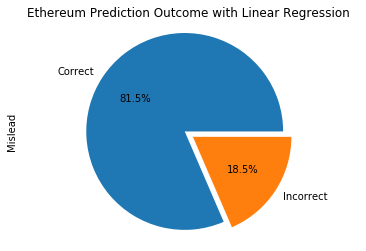 Ethereum Prediction Outcome with Linear Regression
Correct
81.5%
Mislead
18.5%
Incorrect